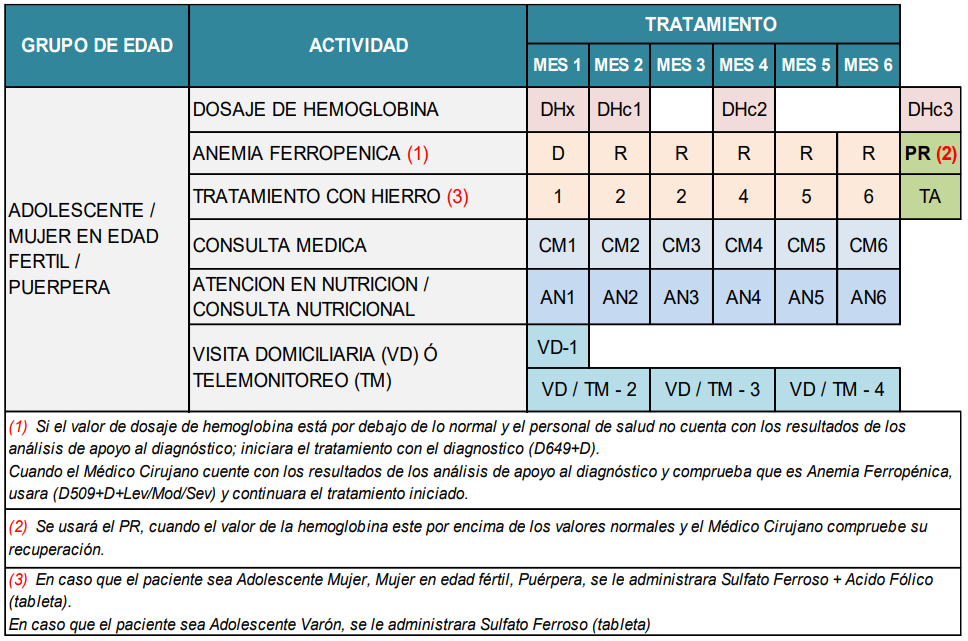 GRUPO DE EDAD ACTIVIDAD TRATAMIENTO
MES 1 MES 2 MES 3 MES 4 MES 5 MES 6
DOSAJE DE HEMOGLOBINA DHx DHc1 DHc2 DHc3
ANEMIA FERROPENICA (1) D R R R R R PR (2)
TRATAMIENTO CON HIERRO (3) 1 2 2 4 5 6 TA
ADOLESCENTE /
MUJER EN EDAD
FERTIL /
PUERPERA
CONSULTA MEDICA CM1 CM2 CM3 CM4 CM5 CM6
ATENCION EN NUTRICION /
CONSULTA NUTRICIONAL
AN1 AN2 AN3 AN4 AN5 AN6
VISITA DOMICILIARIA (VD) Ó
TELEMONITOREO (TM)
VD-1
VD / TM - 2 VD / TM - 3 VD / TM - 4
(1) Si el valor de dosaje de hemoglobina está por debajo de lo normal y el personal de salud no cuenta con los resultados de los
análisis de apoyo al diagnóstico; iniciara el tratamiento con el diagnostico (D649+D).
Cuando el Médico Cirujano cuente con los resultados de los análisis de apoyo al diagnóstico y comprueba que es Anemia Ferropénica,
usara (D509+D+Lev/Mod/Sev) y continuara el tratamiento iniciado.
(2) Se usará el PR, cuando el valor de la hemoglobina este por encima de los valores normales y el Médico Cirujano compruebe su
recuperación.
(3) En caso que el paciente sea Adolescente Mujer, Mujer en edad fértil, Puérpera, se le administrara Sulfato Ferroso + Acido Fólico
(tableta).
En caso que el paciente sea Adolescente Varón, se le administrara Sulfato Ferroso (tableta)